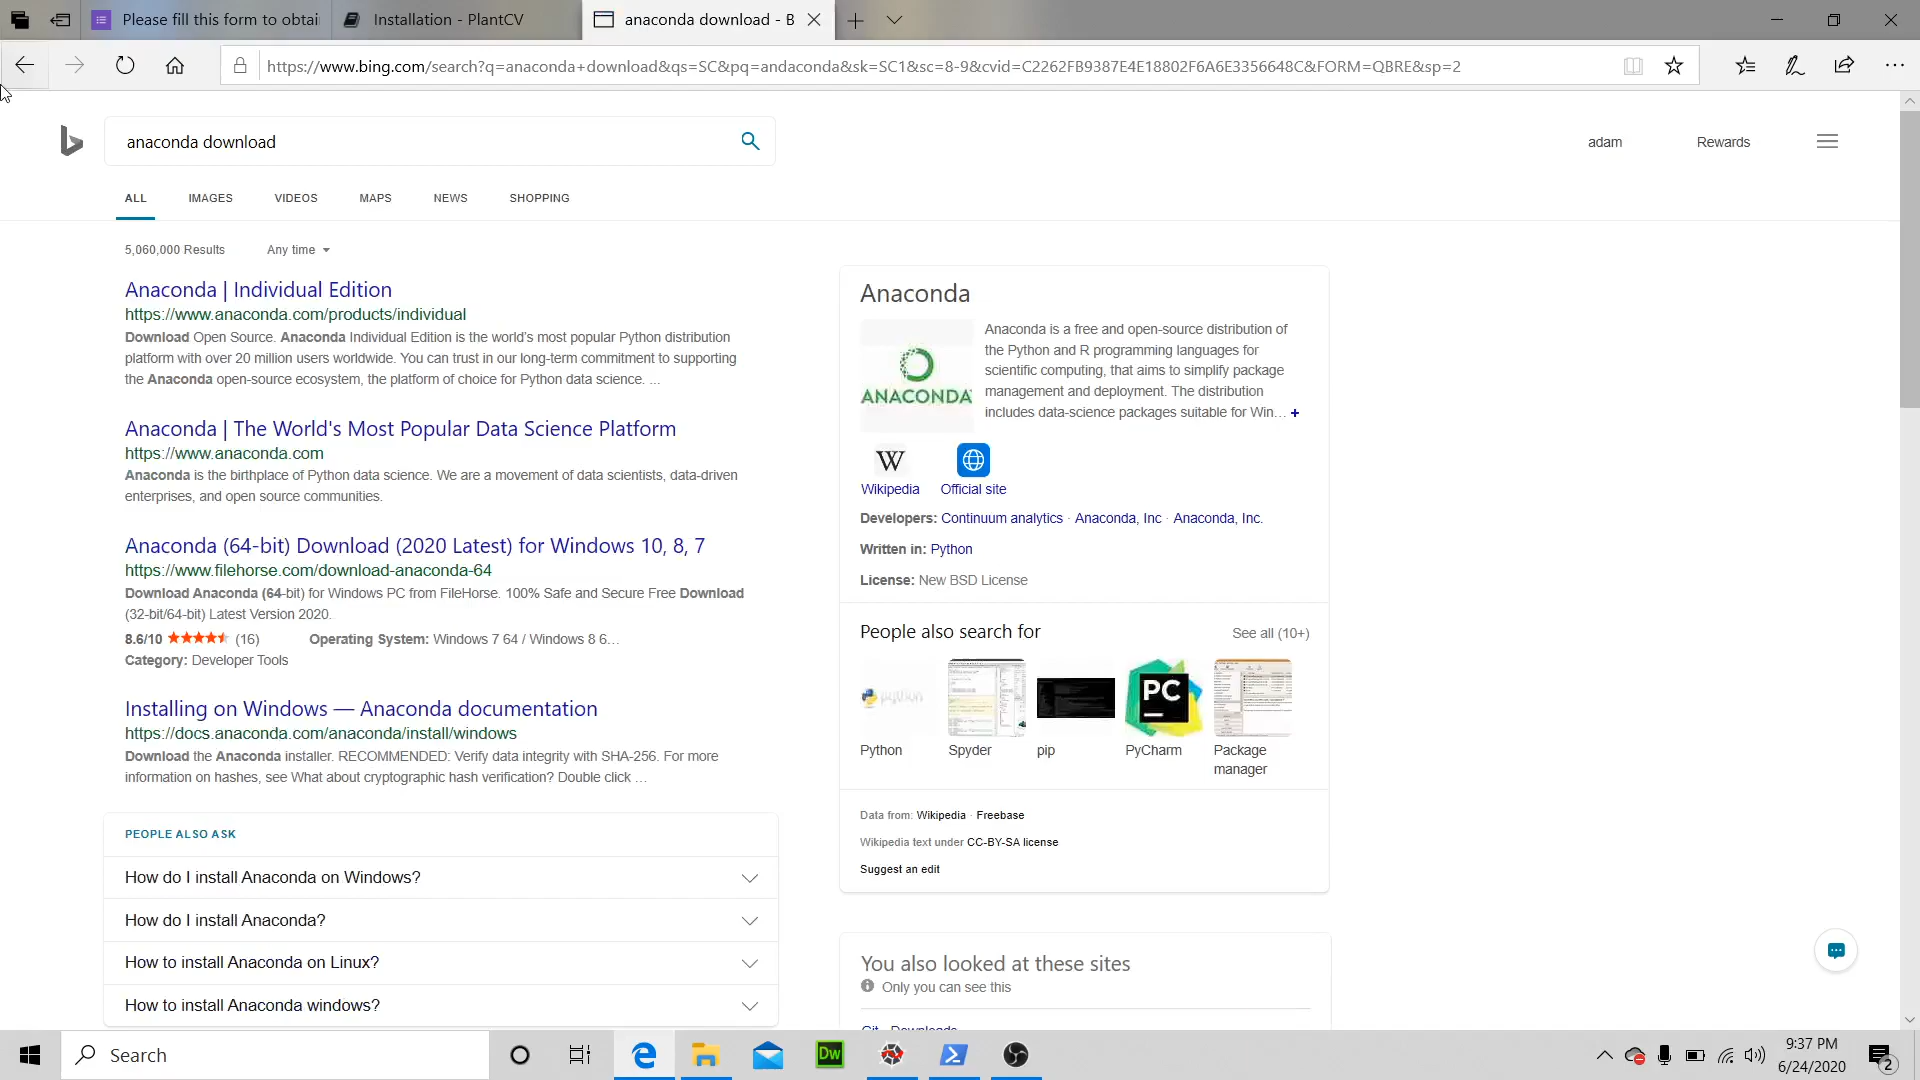 Please fill this form to obtai
Installation - PlantCV
anaconda download - B
https://www.bing.com/search?q=anaconda+download&qs=SC&pq=andaconda&sk=SC1&sc=8-9&cvid=C2262FB9387E4E18802F6A6E3356648C&FORM=QBRE&sp=2
anaconda download
adam
Rewards
ALL
IMAGES
VIDEOS
MAPS
NEWS
SHOPPING
5,060,000 Results
Any time
Anaconda | Individual Edition
https://www.anaconda.com/products/individual
Download Open Source. Anaconda Individual Edition is the world's most popular Python distribution
platform with over 20 million users worldwide. You can trust in our long-term commitment to supporting
the Anaconda open-source ecosystem, the platform of choice for Python data science. ...
Anaconda | The World's Most Popular Data Science Platform
https://www.anaconda.com
Anaconda is the birthplace of Python data science. We are a movement of data scientists, data-driven
enterprises, and open source communities.
Anaconda (64-bit) Download (2020 Latest) for Windows 10, 8, 7
https://www.filehorse.com/download-anaconda-64
Download Anaconda (64-bit) for Windows PC from FileHorse. 100% Safe and Secure Free Download
(32-bit/64-bit) Latest Version 2020.
8.6/10 (16) Operating System: Windows 7 64 / Windows 8 6...
Category: Developer Tools
Installing on Windows — Anaconda documentation
https://docs.anaconda.com/anaconda/install/windows
Download the Anaconda installer. RECOMMENDED: Verify data integrity with SHA-256. For more
information on hashes, see What about cryptographic hash verification? Double click ...
PEOPLE ALSO ASK
How do I install Anaconda on Windows?
How do I install Anaconda?
How to install Anaconda on Linux?
How to install Anaconda windows?
Anaconda
ANACONDA
Anaconda is a free and open-source distribution of
the Python and R programming languages for
scientific computing, that aims to simplify package
management and deployment. The distribution
includes data-science packages suitable for Win... +
W
Wikipedia
Official site
Developers: Continuum analytics · Anaconda, Inc · Anaconda, Inc.
Written in: Python
License: New BSD License
People also search for
See all (10+)
python
PC
Python
Spyder
pip
PyCharm
Package
manager
Data from: Wikipedia · Freebase
Wikipedia text under CC-BY-SA license
Suggest an edit
You also looked at these sites
Only you can see this
Git - Downloads
Search
Dw
9:37 PM
6/24/2020
2